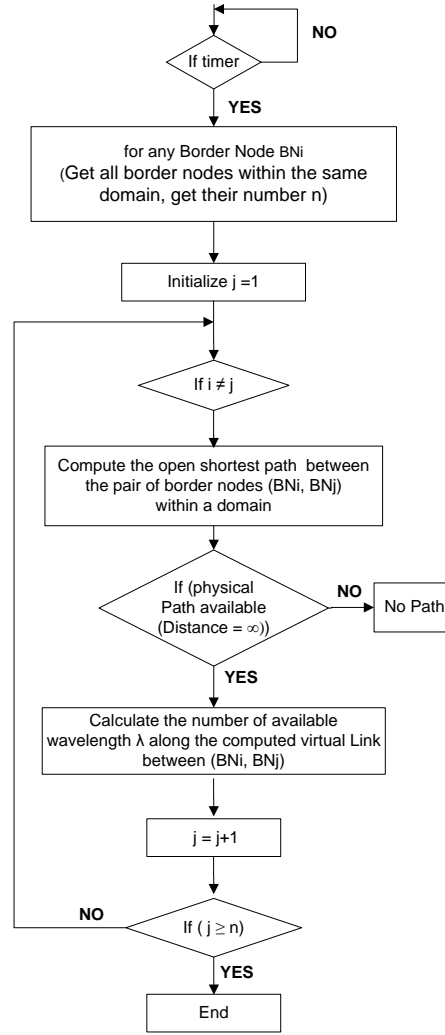 NO
If timer
YES
for any Border Node BNi
(Get all border nodes within the same
domain, get their number n)
Initialize j =1
If i ≠ j
Compute the open shortest path between
the pair of border nodes (BNi, BNj)
within a domain
If (physical
Path available
(Distance = ∞))
NO
No Path
YES
Calculate the number of available
wavelength λ along the computed virtual Link
between (BNi, BNj)
j = j+1
NO
If ( j ≥ n)
YES
End